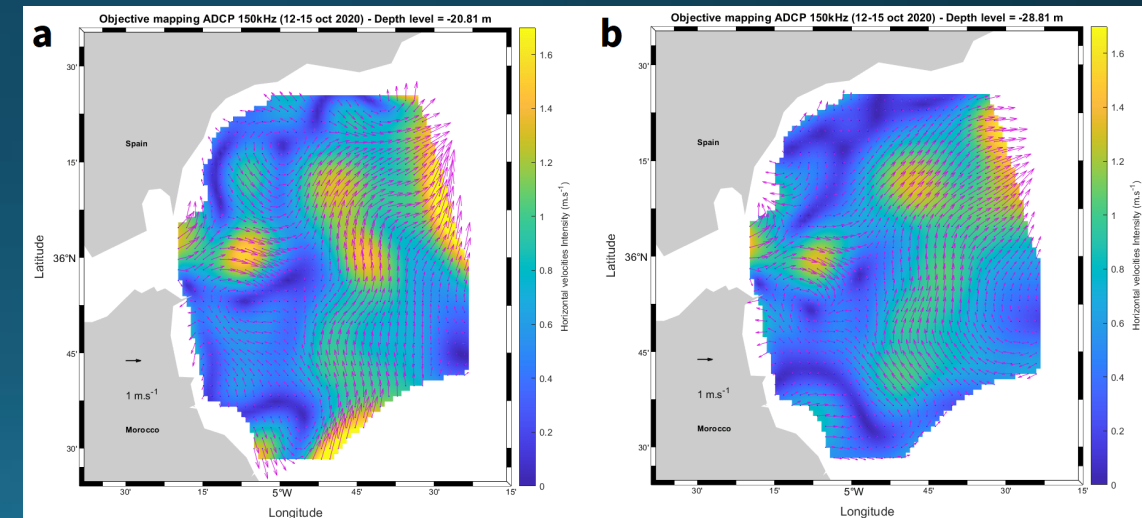 a
Objective mapping ADCP 150kHz (12-15 oct 2020) - Depth level = -20.81 m
30'
15'
36°N
45'
30'
Latitude
Spain
1 m.s⁻¹
Morocco
30'
15'
5°W
45'
30'
15'
Longitude
1.6
1.4
1.2
1
0.8
0.6
0.4
0.2
0
Horizontal velocities Intensity (m.s⁻¹)
b
Objective mapping ADCP 150kHz (12-15 oct 2020) - Depth level = -28.81 m
30'
15'
36°N
45'
30'
Latitude
Spain
1 m.s⁻¹
Morocco
30'
15'
5°W
45'
30'
15'
Longitude
1.6
1.4
1.2
1
0.8
0.6
0.4
0.2
0
Horizontal velocities Intensity (m.s⁻¹)